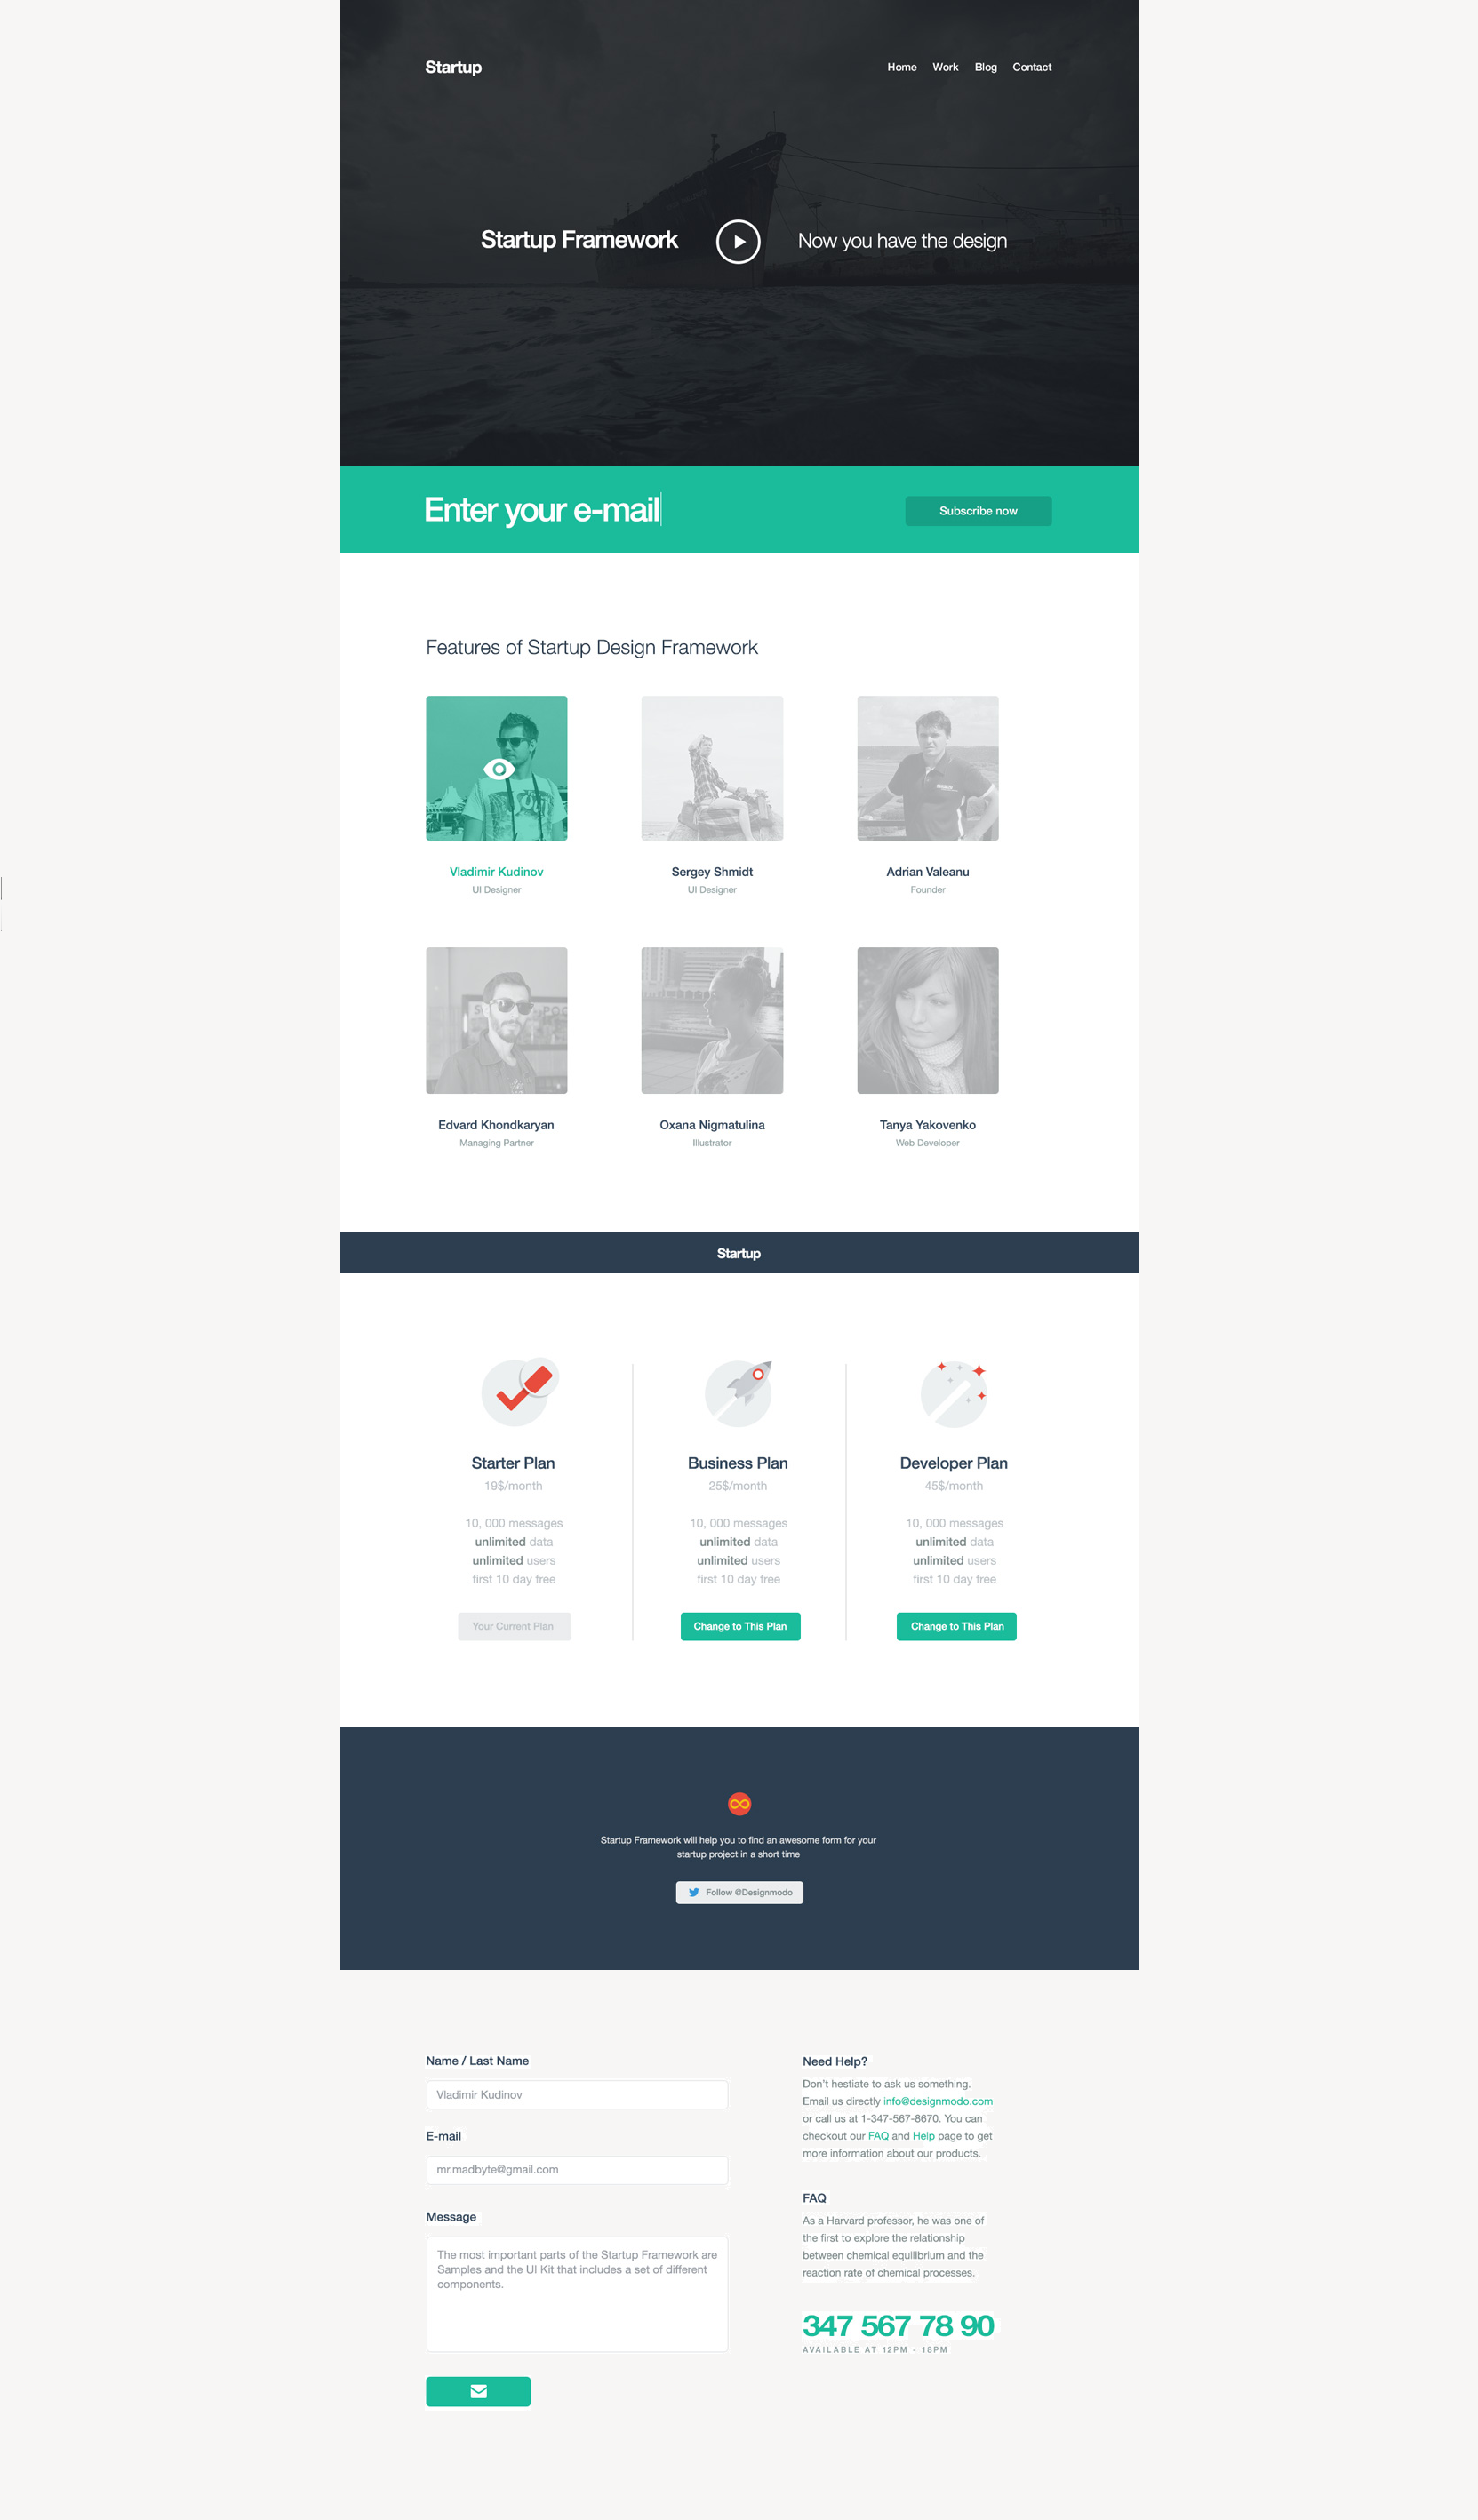 Startup
Home Work Blog Contact
Startup Framework
Now you have the design
Enter your e-mail
Subscribe now
Features of Startup Design Framework
Vladimir Kudinov
UI Designer
Sergey Shmidt
UI Designer
Adrian Valeanu
Founder
Edvard Khondkaryan
Managing Partner
Oxana Nigmatulina
Illustrator
Tanya Yakovenko
Web Developer
Startup
Starter Plan
19$/month
10, 000 messages
unlimited data
unlimited users
first 10 day free
Your Current Plan
Business Plan
25$/month
10, 000 messages
unlimited data
unlimited users
first 10 day free
Change to This Plan
Developer Plan
45$/month
10, 000 messages
unlimited data
unlimited users
first 10 day free
Change to This Plan
Startup Framework will help you to find an awesome form for your
startup project in a short time
Follow @Designmodo
Name / Last Name
Vladimir Kudinov
E-mail
mr.madbyte@gmail.com
Message
The most important parts of the Startup Framework are
Samples and the UI Kit that includes a set of different
components.
Need Help?
Don't hestiate to ask us something.
Email us directly info@designmodo.com
or call us at 1-347-567-8670. You can
checkout our FAQ and Help page to get
more information about our products.
FAQ
As a Harvard professor, he was one of
the first to explore the relationship
between chemical equilibrium and the
reaction rate of chemical processes.
347 567 78 90
AVAILABLE AT 12PM - 18PM